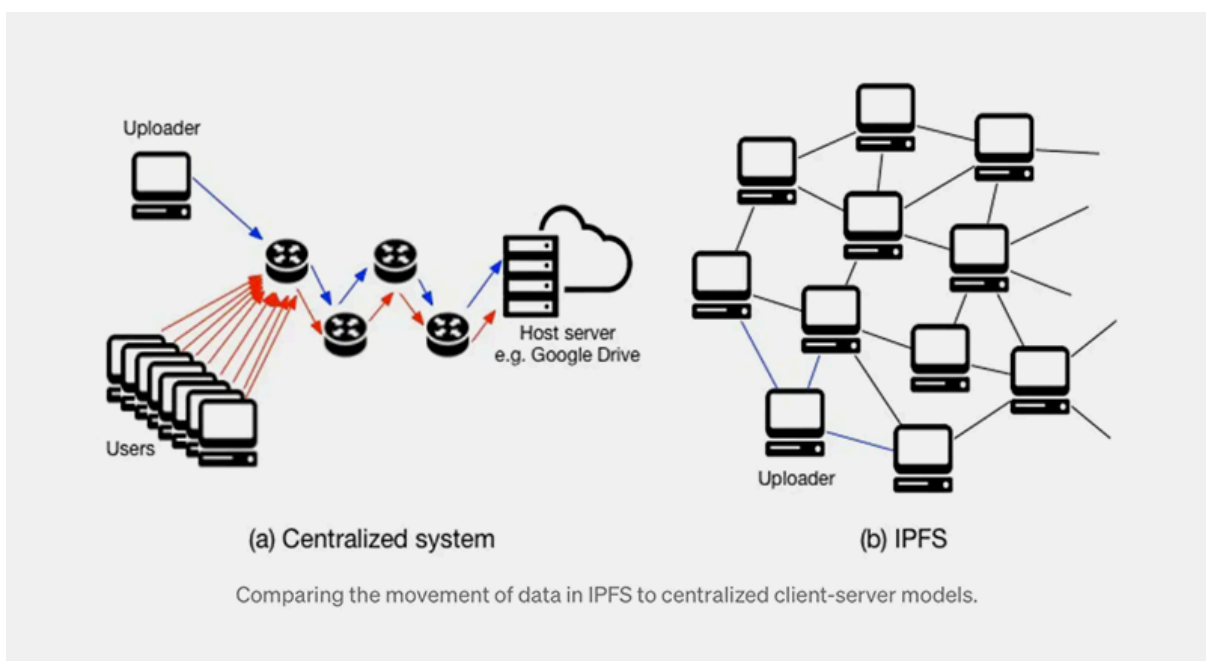 Uploader
Host server
e.g. Google Drive
Users
Uploader
(a) Centralized system
(b) IPFS
Comparing the movement of data in IPFS to centralized client-server models.